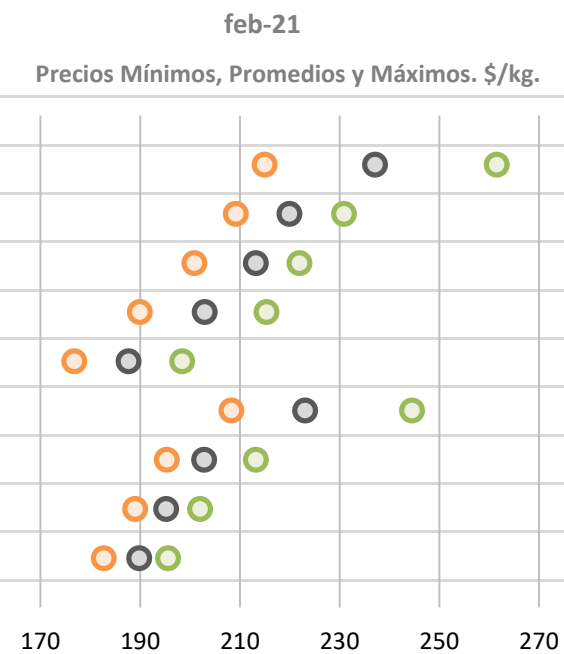 feb-21
Precios Mínimos, Promedios y Máximos. $/kg.
170 190 210 230 250 270